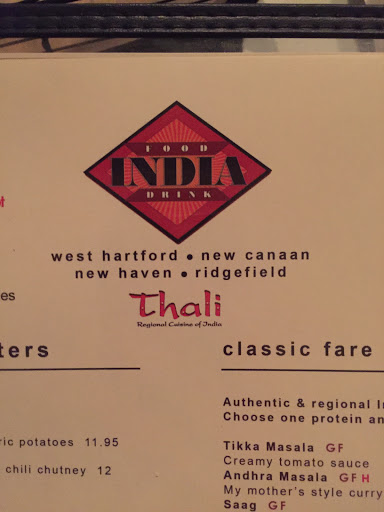 FOOD
INDIA
DRINK
west hartford • new canaan
new haven • ridgefield
Thali
Regional Cuisine of India
es
ters
classic fare
Authentic & regional I
Choose one protein an
ric potatoes 11.95
Tikka Masala GF
Creamy tomato sauce
chili chutney 12
Andhra Masala GF H
My mother's style curry
Saag GF